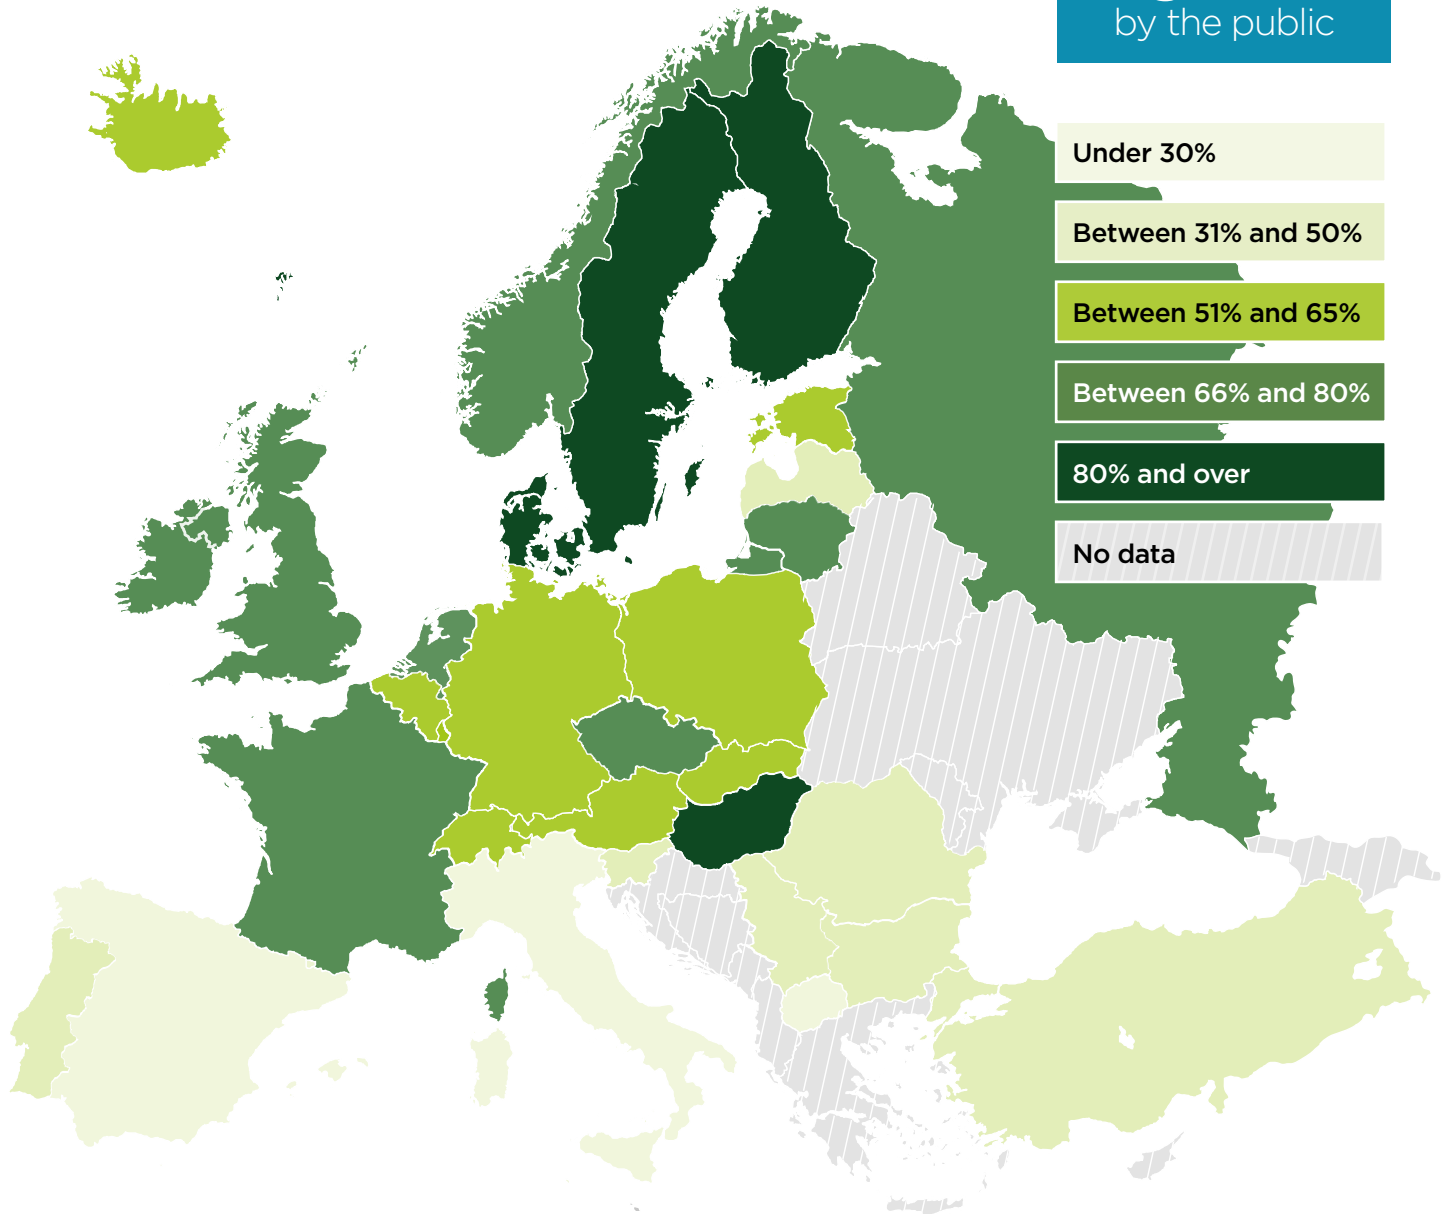 by the public
Under 30%
Between 31% and 50%
Between 51% and 65%
Between 66% and 80%
80% and over
No data